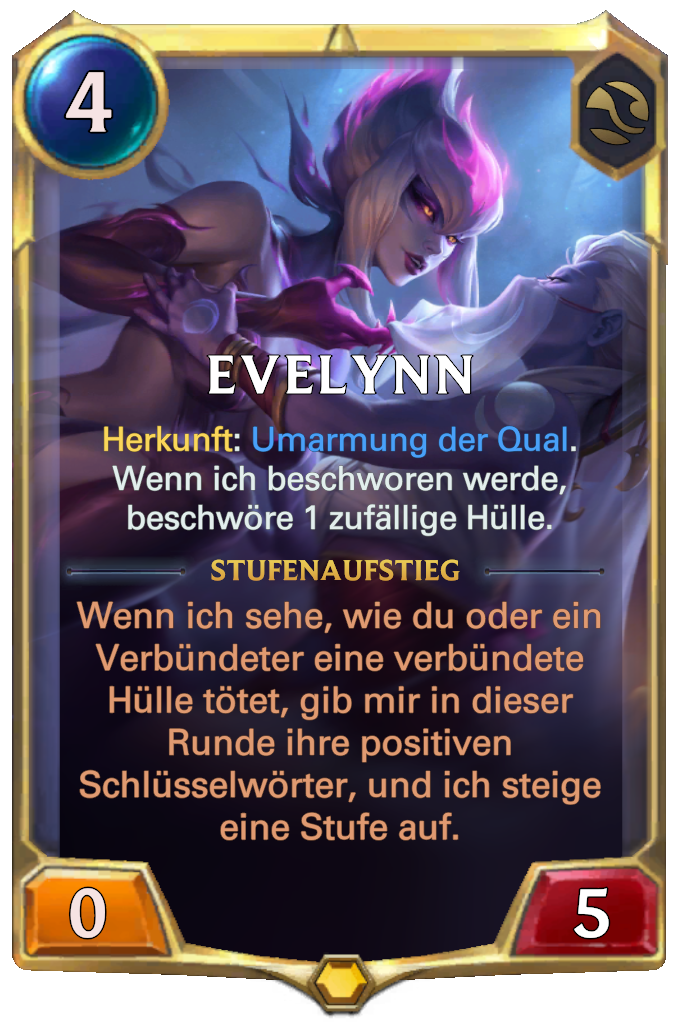 4
EVELYNN
Herkunft: Umarmung der Qual.
Wenn ich beschworen werde,
beschwöre 1 zufällige Hülle.
STUFENAUFSTIEG
Wenn ich sehe, wie du oder ein
Verbündeter eine verbündete
Hülle tötet, gib mir in dieser
Runde ihre positiven
Schlüsselwörter, und ich steige
eine Stufe auf.
0
5